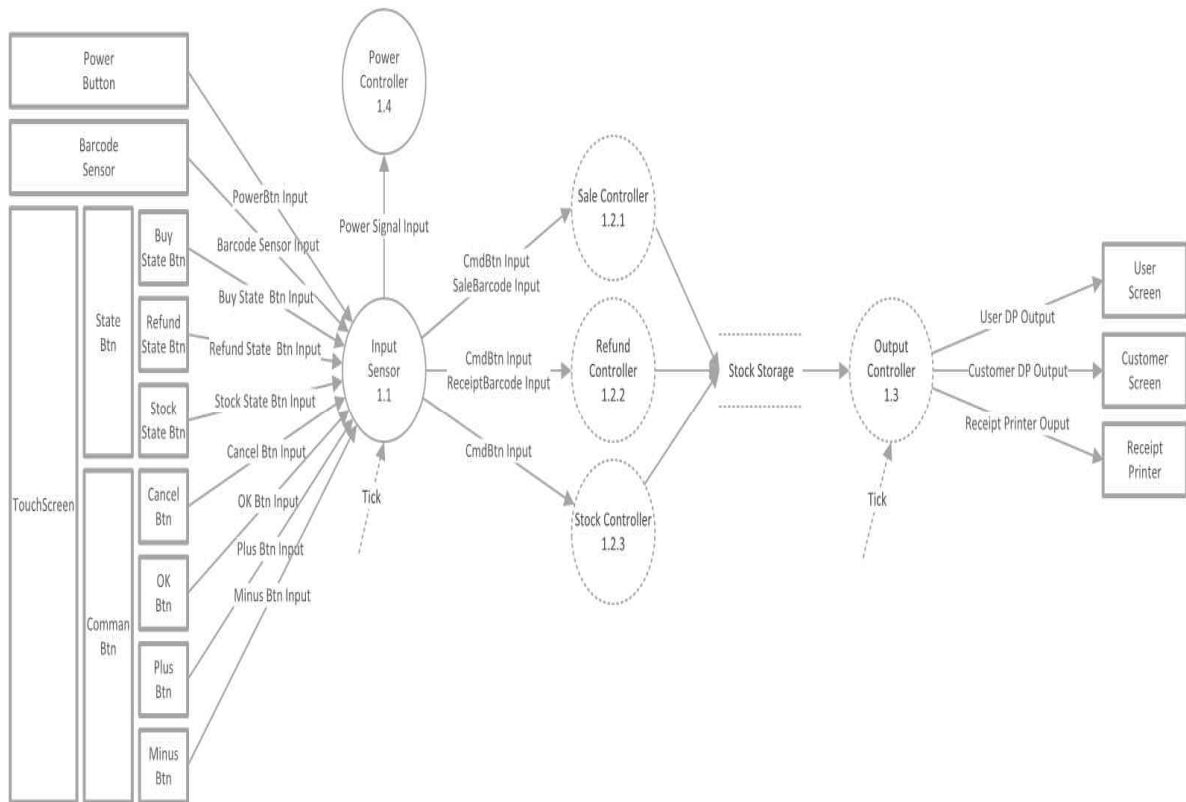 Power
Button
Barcode
Sensor
TouchScreen
State
Btn
Buy
State Btn
Refund
State Btn
Stock
State Btn
Comman
Btn
Cancel
Btn
OK
Btn
Plus
Btn
Minus
Btn
PowerBtn Input
Barcode Sensor Input
Buy State Btn Input
Refund State Btn Input
Stock State Btn Input
Cancel Btn Input
OK Btn Input
Plus Btn Input
Minus Btn Input
Power
Controller
1.4
Power Signal Input
Input
Sensor
1.1
Tick
CmdBtn Input
SaleBarcode Input
CmdBtn Input
ReceiptBarcode Input
CmdBtn Input
Sale Controller
1.2.1
Refund
Controller
1.2.2
Stock Controller
1.2.3
Stock Storage
Output
Controller
1.3
Tick
User DP Output
Customer DP Output
Receipt Printer Ouput
User
Screen
Customer
Screen
Receipt
Printer